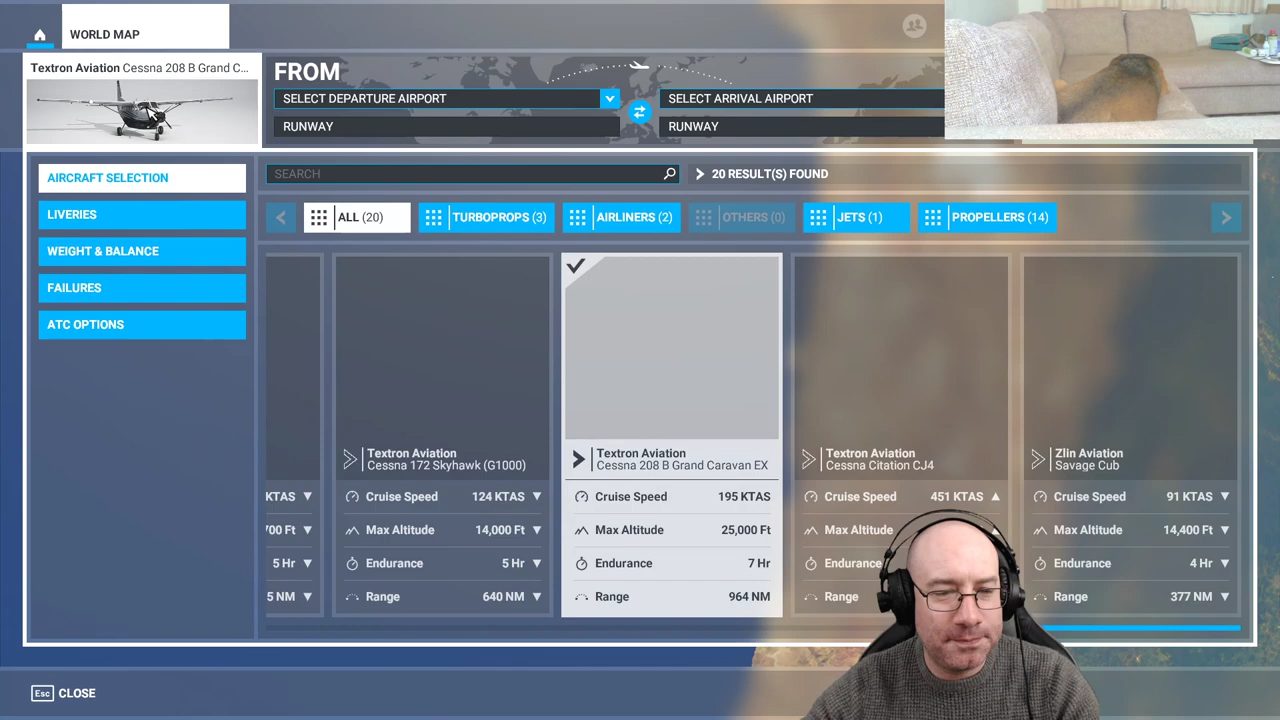 WORLD MAP
Textron Aviation Cessna 208 B Grand C...
FROM
SELECT DEPARTURE AIRPORT
SELECT ARRIVAL AIRPORT
RUNWAY
RUNWAY
AIRCRAFT SELECTION
LIVERIES
WEIGHT & BALANCE
FAILURES
ATC OPTIONS
SEARCH
20 RESULT(S) FOUND
ALL (20)
TURBOPROPS (3)
AIRLINERS (2)
OTHERS (0)
JETS (1)
PROPELLERS (14)
KTAS
700 Ft
5 Hr
5 NM
Textron Aviation
Cessna 172 Skyhawk (G1000)
Cruise Speed 124 KTAS
Max Altitude 14,000 Ft
Endurance 5 Hr
Range 640 NM
Textron Aviation
Cessna 208 B Grand Caravan EX
Cruise Speed 195 KTAS
Max Altitude 25,000 Ft
Endurance 7 Hr
Range 964 NM
Textron Aviation
Cessna Citation CJ4
Cruise Speed 451 KTAS
Max Altitude
Endurance
Range
Zlin Aviation
Savage Cub
Cruise Speed 91 KTAS
Max Altitude 14,400 Ft
Endurance 4 Hr
Range 377 NM
Esc CLOSE